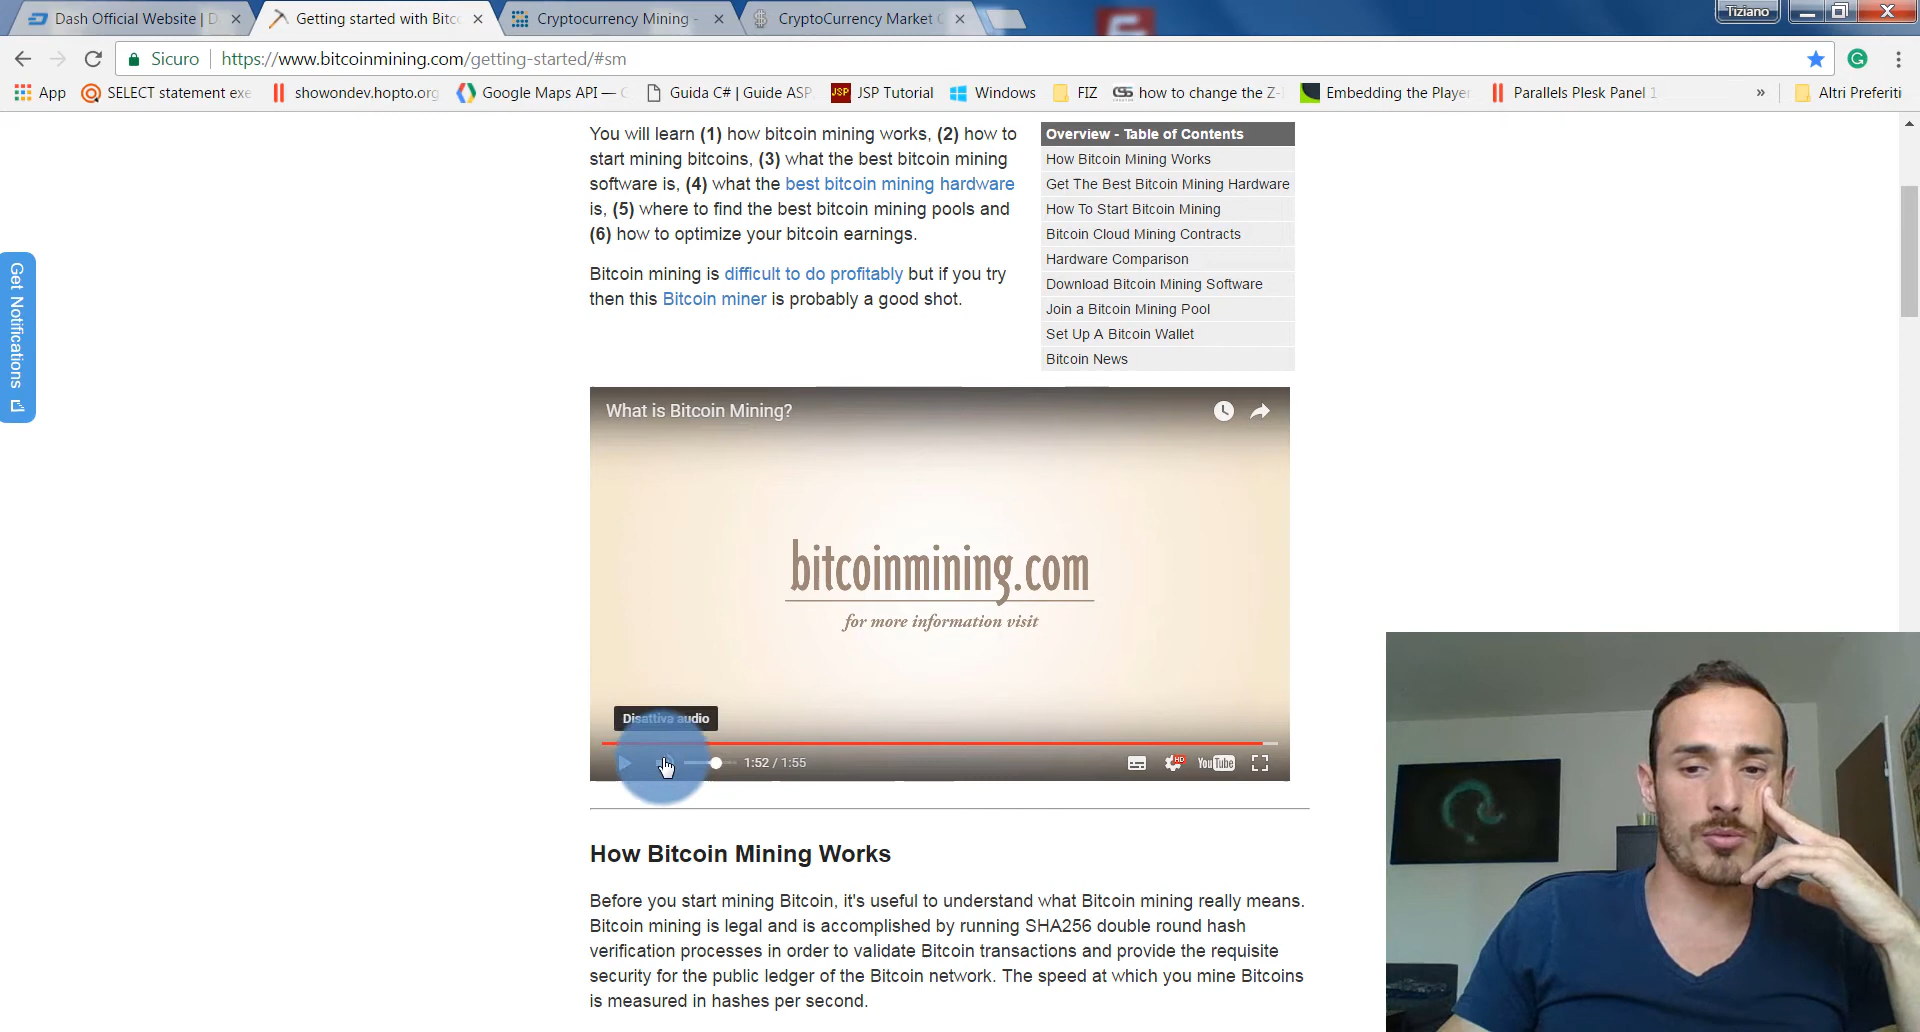 Dash Official Website | D
Getting started with Bitco
Cryptocurrency Mining -
CryptoCurrency Market C
Tiziano
Sicuro
https://www.bitcoinmining.com/getting-started/#sm
App
SELECT statement exe
showondev.hopto.org
Google Maps API — G
Guida C# | Guide ASP.
JSP
JSP Tutorial
Windows
FIZ
CSS
how to change the Z-
Embedding the Player
Parallels Plesk Panel 1
»
Altri Preferiti
You will learn (1) how bitcoin mining works, (2) how to
start mining bitcoins, (3) what the best bitcoin mining
software is, (4) what the best bitcoin mining hardware
is, (5) where to find the best bitcoin mining pools and
(6) how to optimize your bitcoin earnings.
Bitcoin mining is difficult to do profitably but if you try
then this Bitcoin miner is probably a good shot.
Overview - Table of Contents
How Bitcoin Mining Works
Get The Best Bitcoin Mining Hardware
How To Start Bitcoin Mining
Bitcoin Cloud Mining Contracts
Hardware Comparison
Download Bitcoin Mining Software
Join a Bitcoin Mining Pool
Set Up A Bitcoin Wallet
Bitcoin News
Get Notifications
What is Bitcoin Mining?
bitcoinmining.com
for more information visit
Disattiva audio
1:52 / 1:55
HD
YouTube
How Bitcoin Mining Works
Before you start mining Bitcoin, it's useful to understand what Bitcoin mining really means.
Bitcoin mining is legal and is accomplished by running SHA256 double round hash
verification processes in order to validate Bitcoin transactions and provide the requisite
security for the public ledger of the Bitcoin network. The speed at which you mine Bitcoins
is measured in hashes per second.